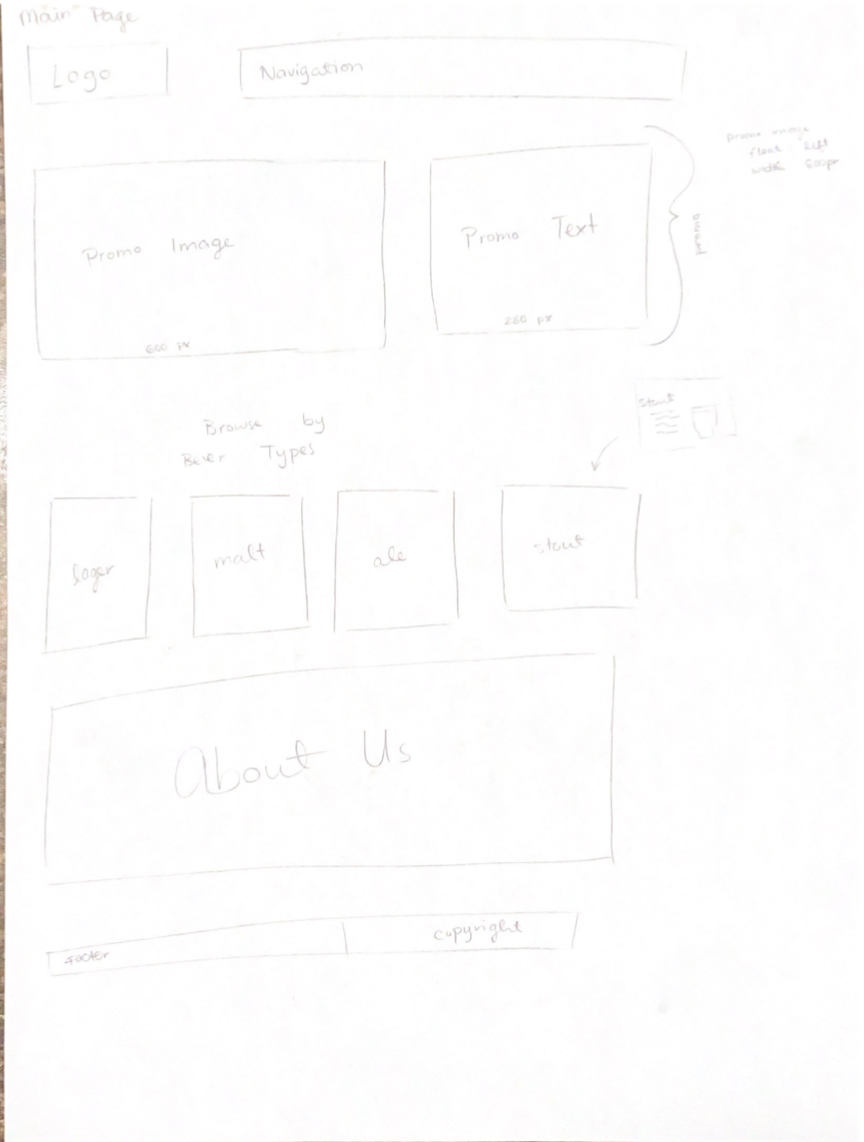 Main Page
Logo
Navigation
promo image
float left
width 600px
Promo Image
600 px
Promo Text
260 px
promo
Browse by
Beer Types
Stout
lager
malt
ale
stout
About Us
Footer
copyright